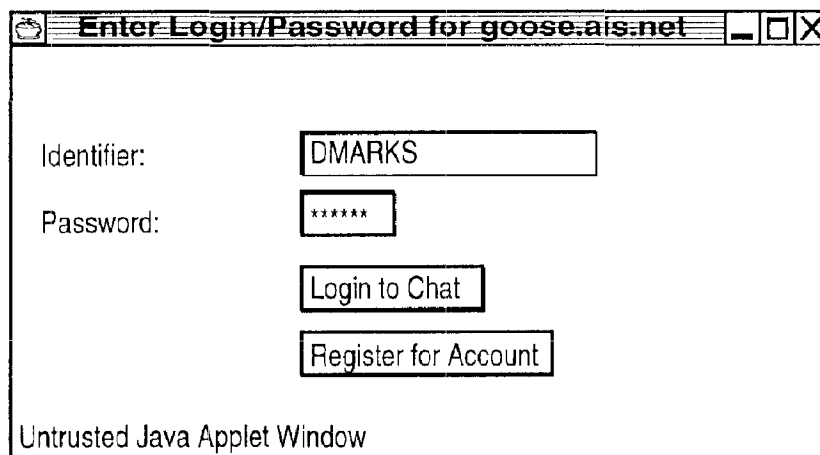 Enter Login/Password for goose.ais.net
Identifier: DMARKS
Password: ******
Login to Chat
Register for Account
Untrusted Java Applet Window